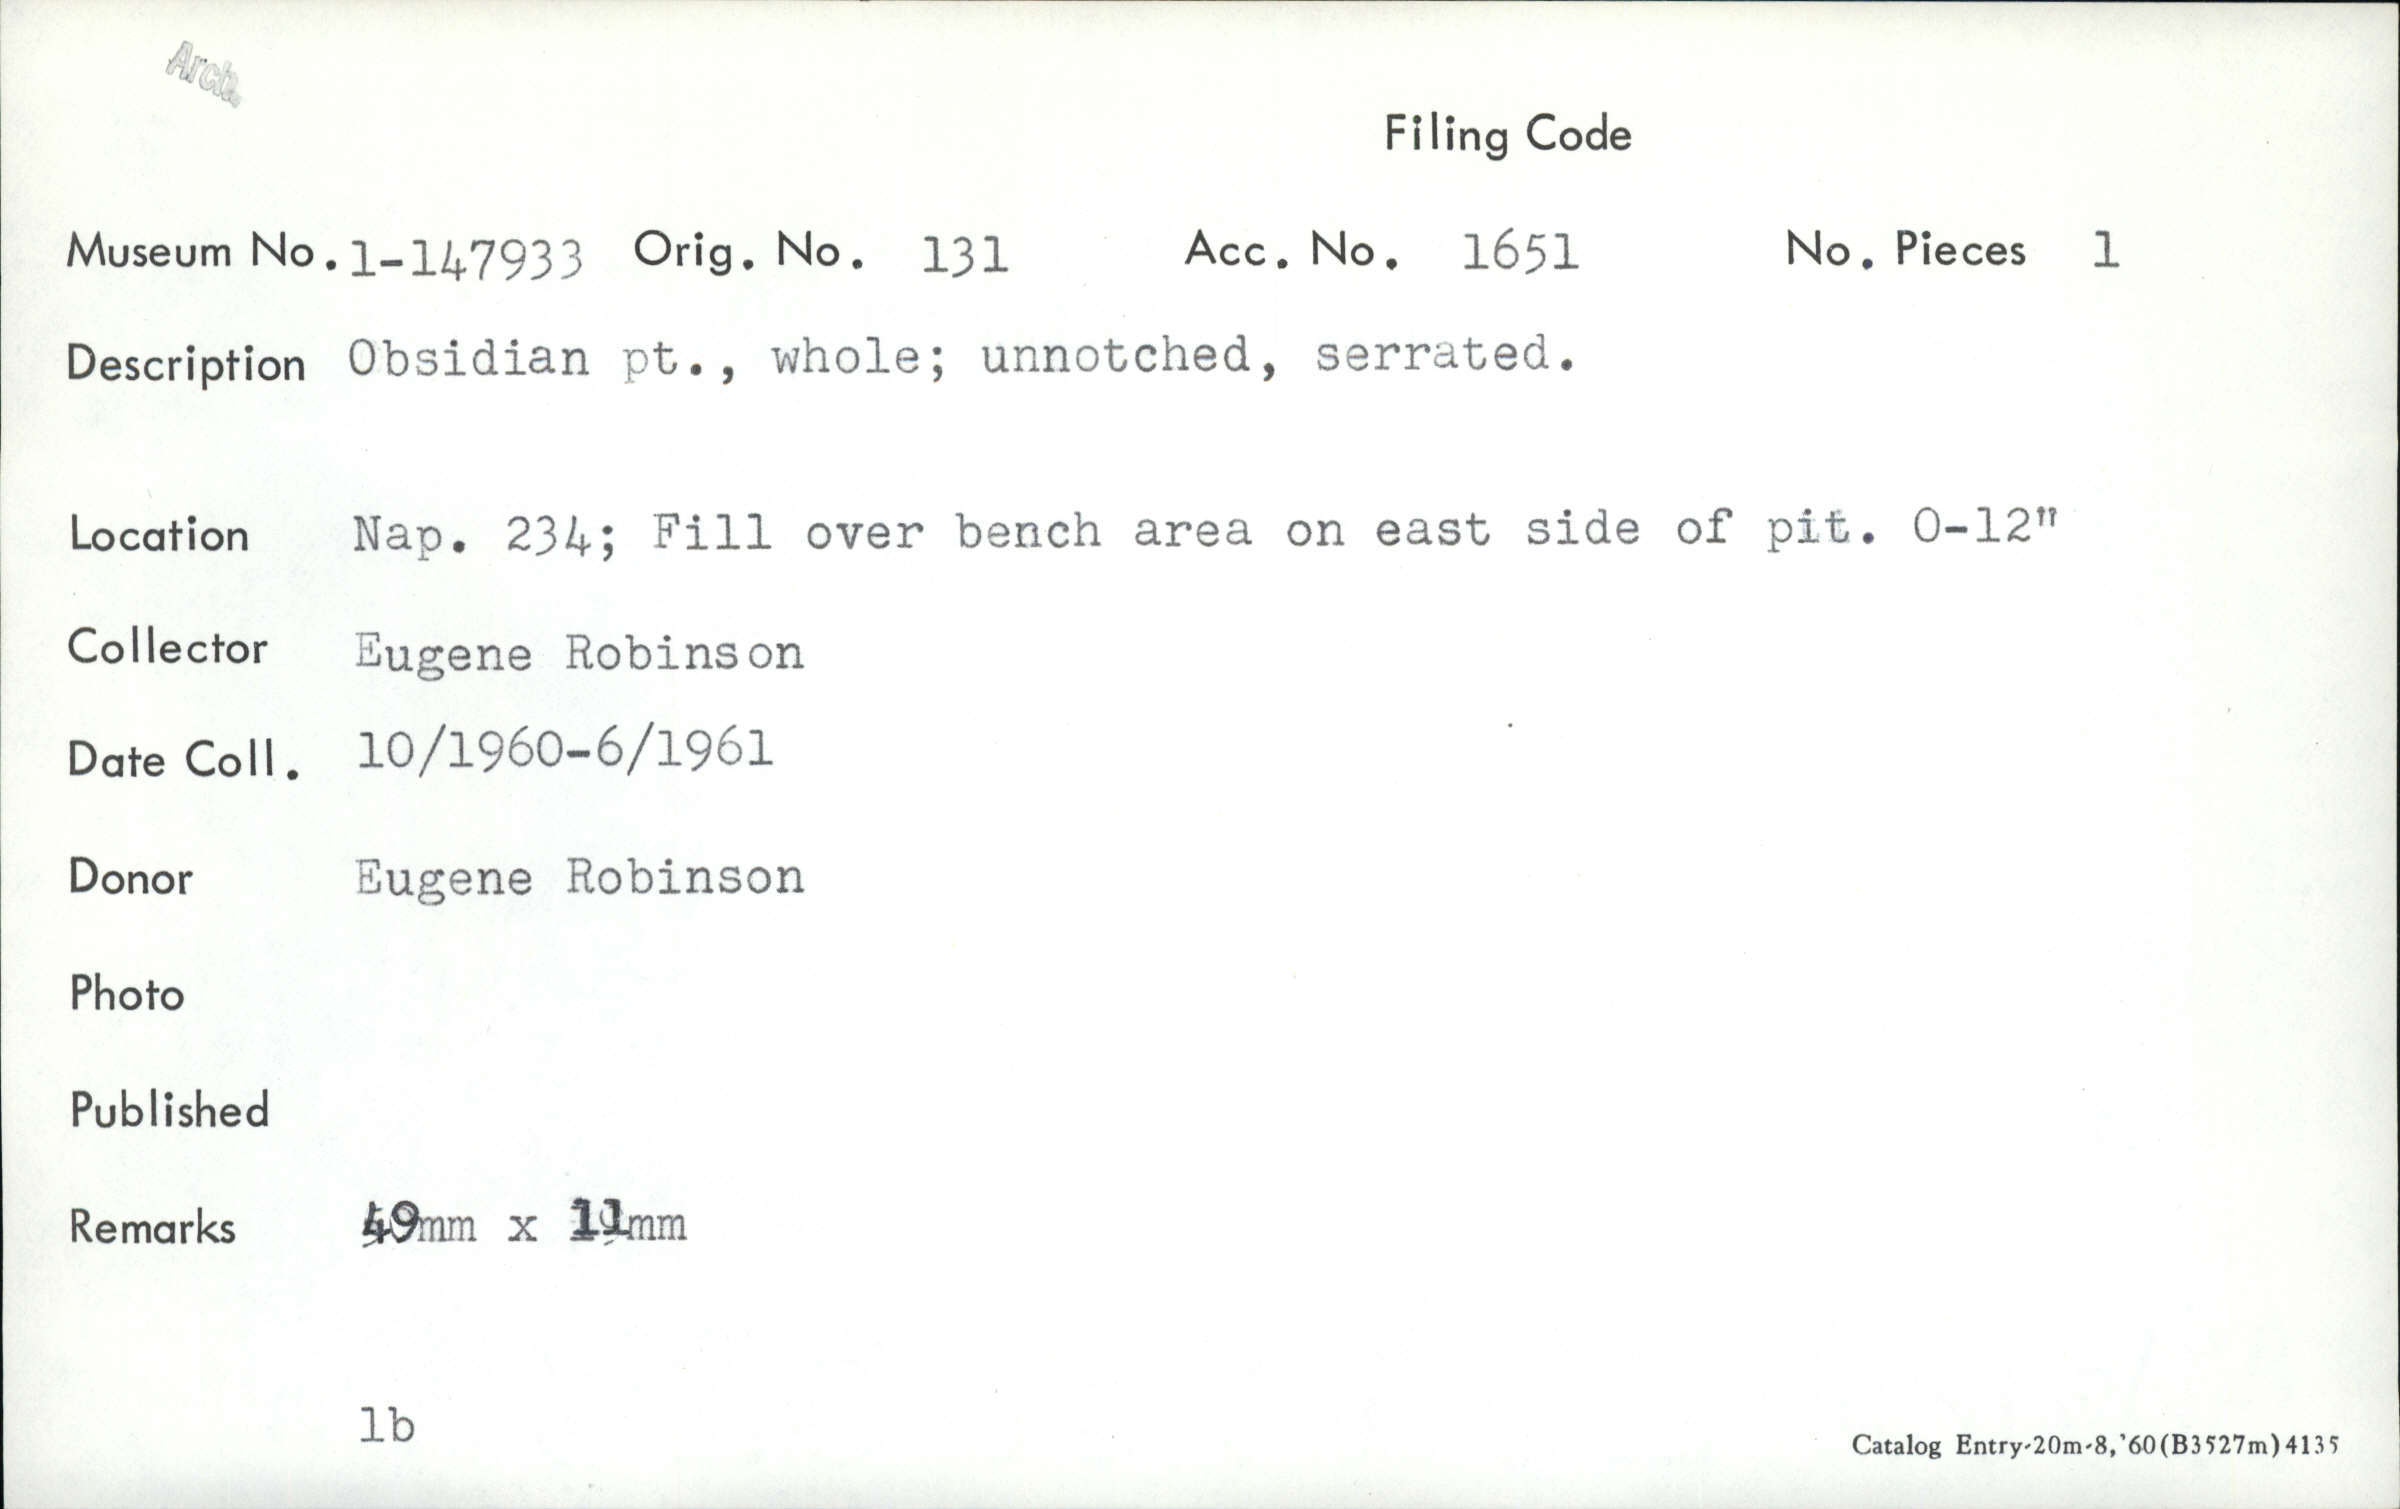 Arch.
Filing Code
Museum No. 1-147933 Orig. No. 131 Acc. No. 1651 No. Pieces 1
Description Obsidian pt., whole; unnotched, serrated.
Location Nap. 234; Fill over bench area on east side of pit. 0-12"
Collector Eugene Robinson
Date Coll. 10/1960-6/1961
Donor Eugene Robinson
Photo
Published
Remarks 49mm x 11mm
lb
Catalog Entry-20m-8,'60(B3527m)4135